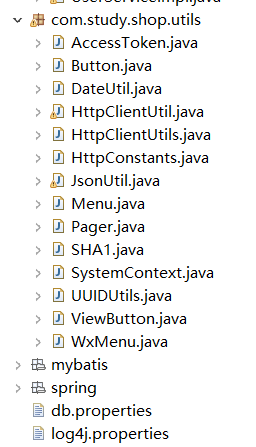 UserServiceImpl.java
com.study.shop.utils
AccessToken.java
Button.java
DateUtil.java
HttpClientUtil.java
HttpClientUtils.java
HttpConstants.java
JsonUtil.java
Menu.java
Pager.java
SHA1.java
SystemContext.java
UUIDUtils.java
ViewButton.java
WxMenu.java
mybatis
spring
db.properties
log4j.properties